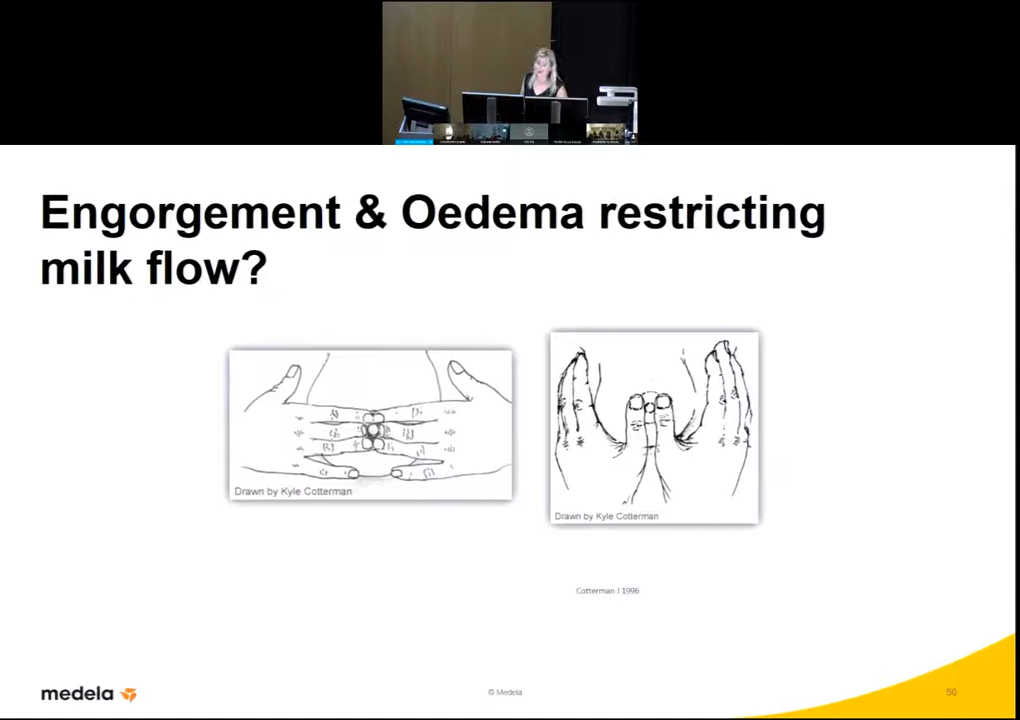 Engorgement & Oedema restricting
milk flow?
Drawn by Kyle Cotterman
Drawn by Kyle Cotterman
Cotterman J 1996
medela
© Medela
50